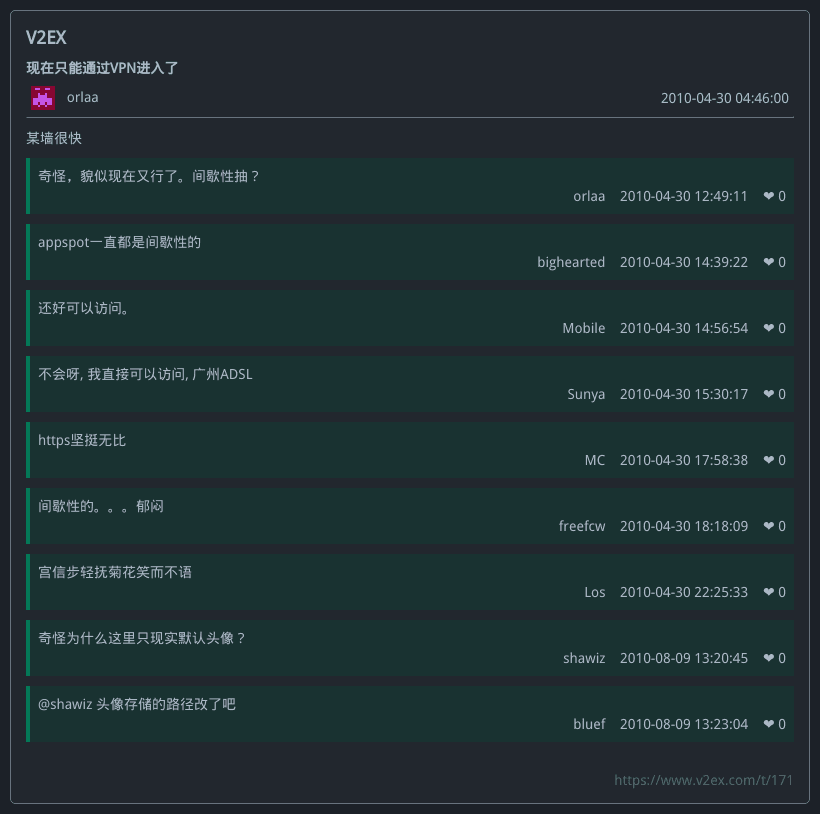 V2EX
现在只能通过VPN进入了
orlaa 2010-04-30 04:46:00
某墙很快
奇怪，貌似现在又行了。间歇性抽？
orlaa 2010-04-30 12:49:11 ❤ 0
appspot一直都是间歇性的
bighearted 2010-04-30 14:39:22 ❤ 0
还好可以访问。
Mobile 2010-04-30 14:56:54 ❤ 0
不会呀, 我直接可以访问, 广州ADSL
Sunya 2010-04-30 15:30:17 ❤ 0
https坚挺无比
MC 2010-04-30 17:58:38 ❤ 0
间歇性的。。。郁闷
freefcw 2010-04-30 18:18:09 ❤ 0
宫信步轻抚菊花笑而不语
Los 2010-04-30 22:25:33 ❤ 0
奇怪为什么这里只现实默认头像？
shawiz 2010-08-09 13:20:45 ❤ 0
@shawiz 头像存储的路径改了吧
bluef 2010-08-09 13:23:04 ❤ 0
https://www.v2ex.com/t/171